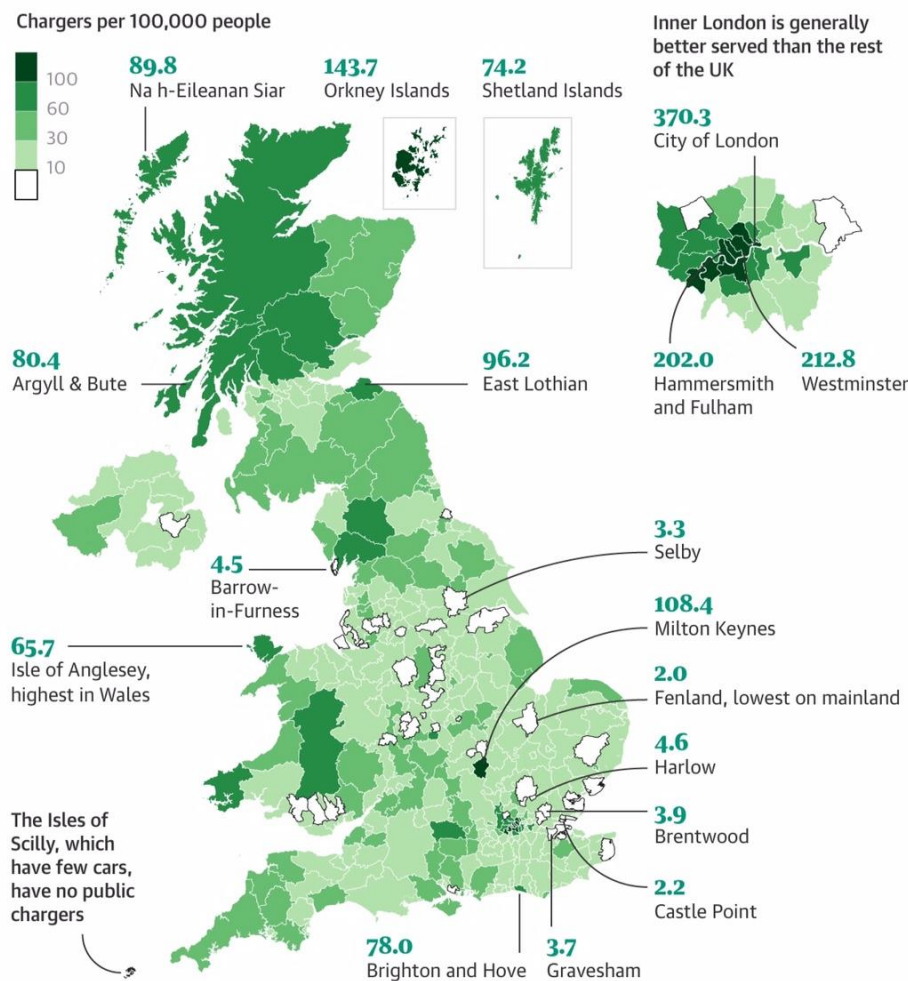 Chargers per 100,000 people
100
60
30
10
89.8
Na h-Eileanan Siar
143.7
Orkney Islands
74.2
Shetland Islands
Inner London is generally
better served than the rest
of the UK
370.3
City of London
202.0
Hammersmith
and Fulham
212.8
Westminster
80.4
Argyll & Bute
96.2
East Lothian
4.5
Barrow-
in-Furness
3.3
Selby
108.4
Milton Keynes
65.7
Isle of Anglesey,
highest in Wales
2.0
Fenland, lowest on mainland
4.6
Harlow
3.9
Brentwood
2.2
Castle Point
The Isles of
Scilly, which
have few cars,
have no public
chargers
78.0
Brighton and Hove
3.7
Gravesham